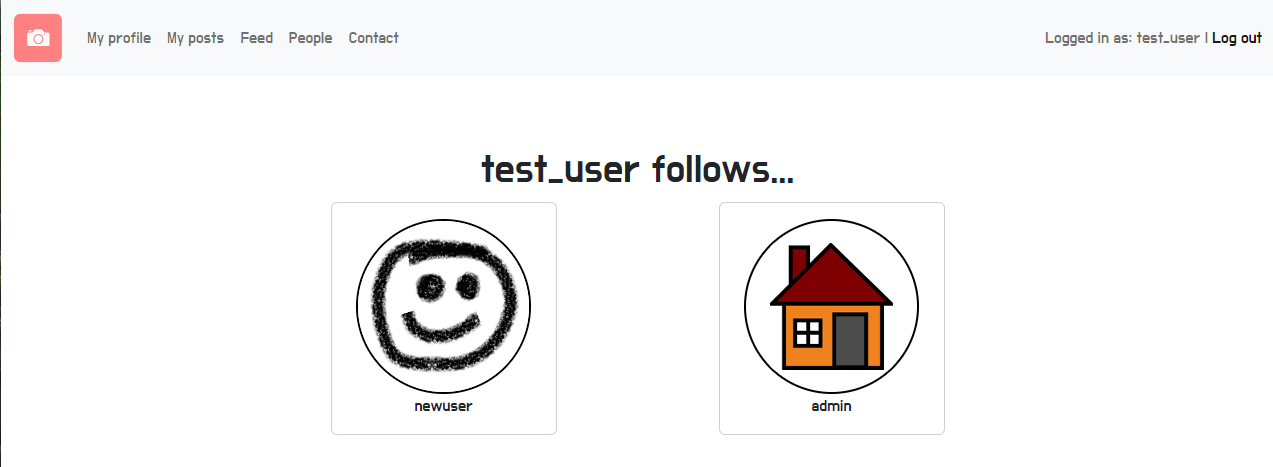 My profile My posts Feed People Contact Logged in as: test_user | Log out
test_user follows...
newuser admin